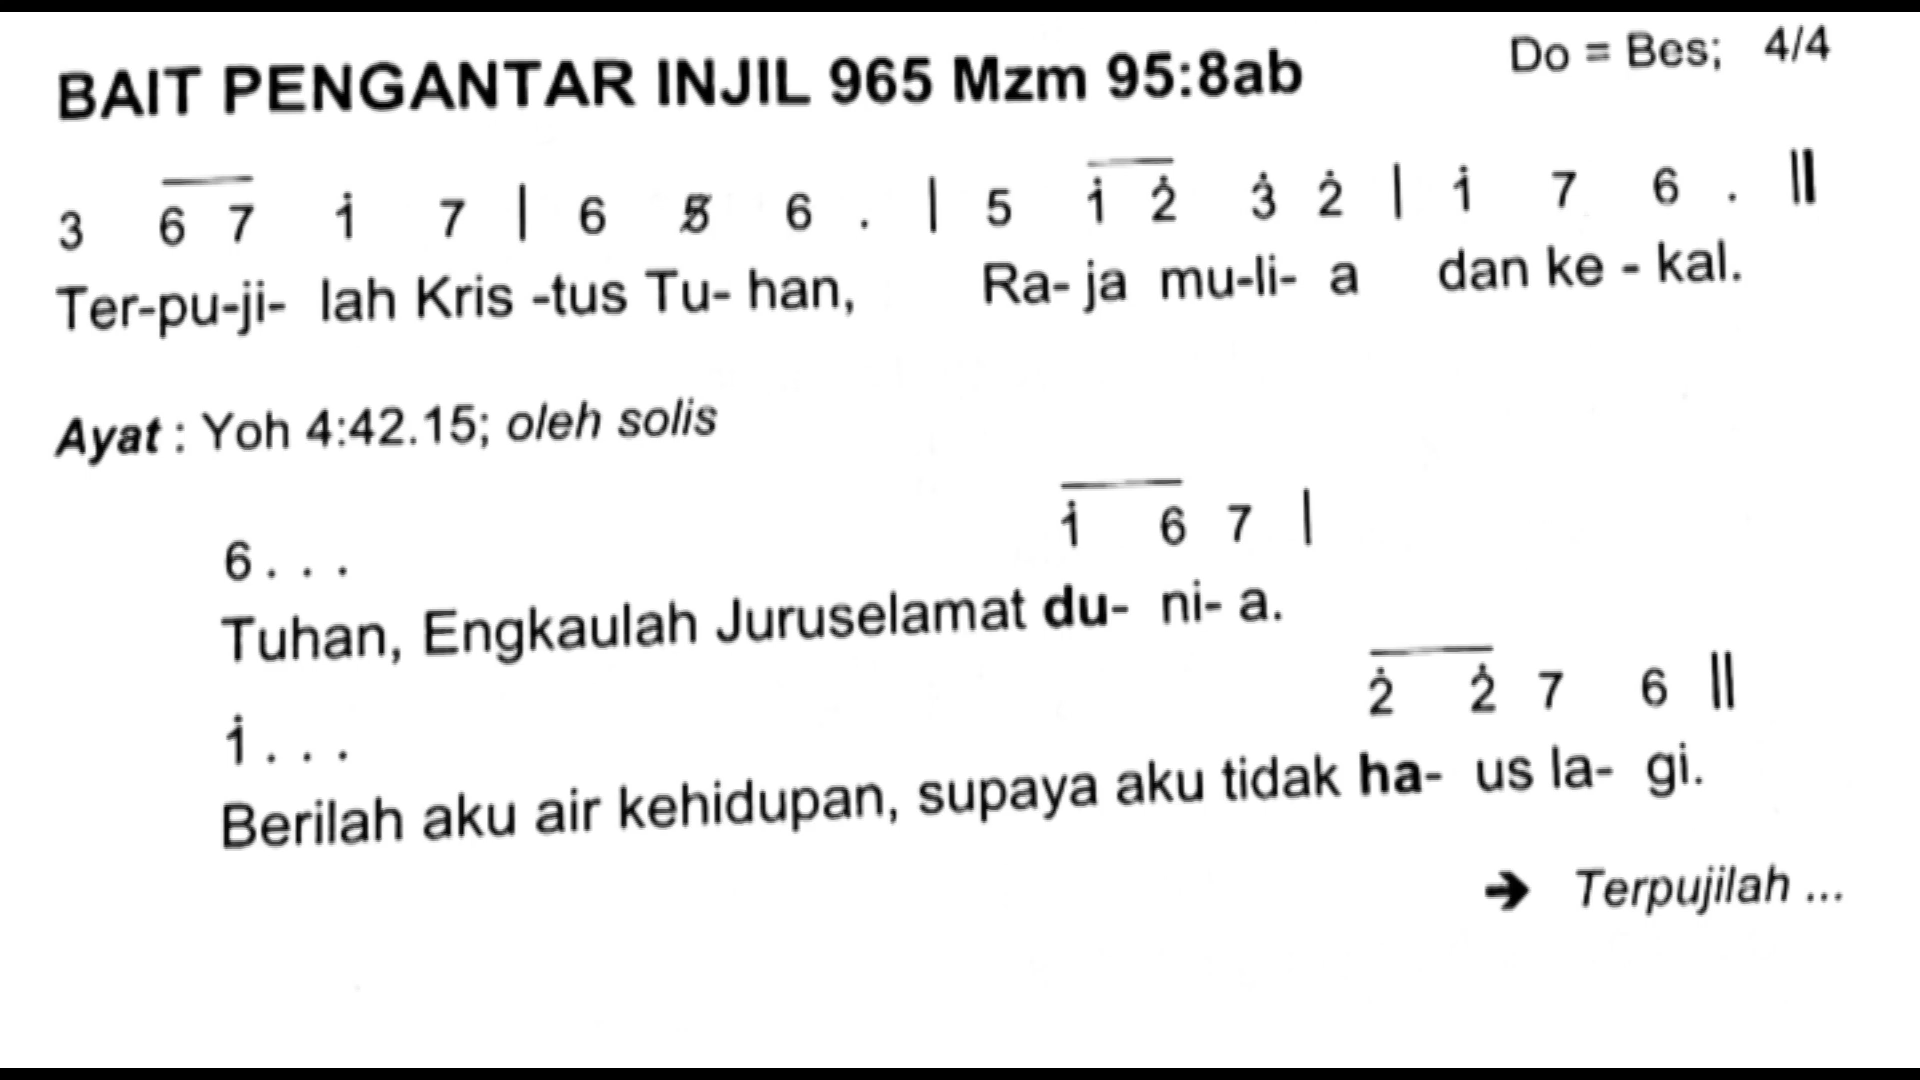 BAIT PENGANTAR INJIL 965 Mzm 95:8ab Do = Bes; 4/4
3 6 7 1̇ 7 | 6 5̸ 6 . | 5 1̇ 2̇ 3̇ 2̇ | 1̇ 7 6 . ||
Ter-pu-ji- lah Kris -tus Tu- han, Ra- ja mu-li- a dan ke - kal.
Ayat : Yoh 4:42.15; oleh solis
6 . . . 1̇ 6 7 |
Tuhan, Engkaulah Juruselamat du- ni- a.
1̇ . . . 2̇ 2̇ 7 6 ||
Berilah aku air kehidupan, supaya aku tidak ha- us la- gi.
➔ Terpujilah ...